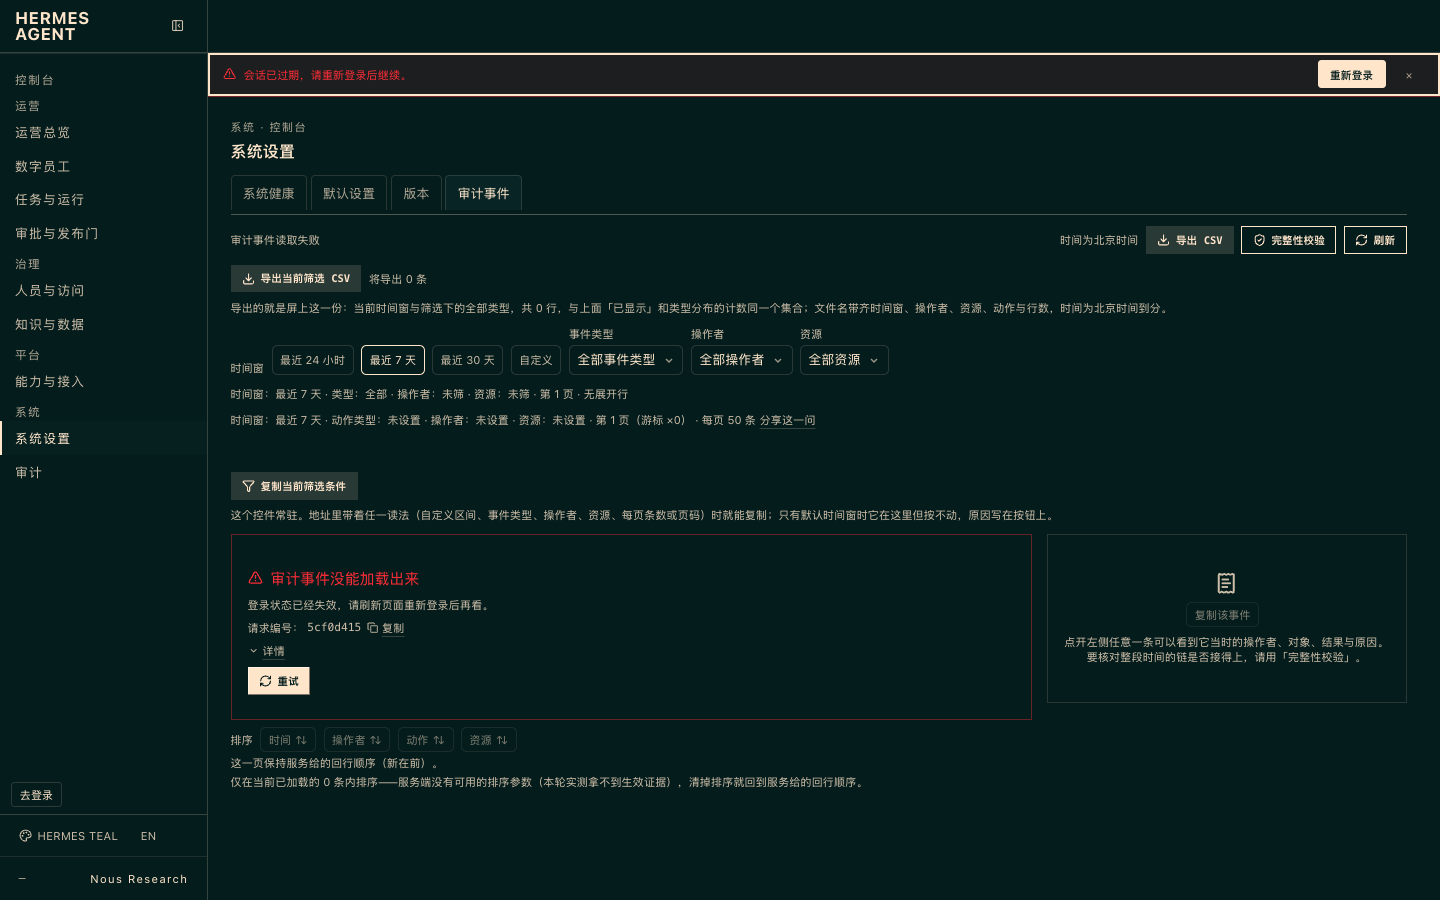 HERMES
AGENT
控制台
运营
运营总览
数字员工
任务与运行
审批与发布门
治理
人员与访问
知识与数据
平台
能力与接入
系统
系统设置
审计
去登录
HERMES TEAL EN
— Nous Research
会话已过期，请重新登录后继续。 重新登录 ×
系统 · 控制台
系统设置
系统健康 默认设置 版本 审计事件
审计事件读取失败 时间为北京时间 导出 CSV 完整性校验 刷新
导出当前筛选 CSV 将导出 0 条
导出的就是屏上这一份：当前时间窗与筛选下的全部类型，共 0 行，与上面「已显示」和类型分布的计数同一个集合；文件名带齐时间窗、操作者、资源、动作与行数，时间为北京时间到分。
事件类型 操作者 资源
时间窗 最近 24 小时 最近 7 天 最近 30 天 自定义 全部事件类型 全部操作者 全部资源
时间窗：最近 7 天 · 类型：全部 · 操作者：未筛 · 资源：未筛 · 第 1 页 · 无展开行
时间窗：最近 7 天 · 动作类型：未设置 · 操作者：未设置 · 资源：未设置 · 第 1 页（游标 ×0） · 每页 50 条 分享这一问
复制当前筛选条件
这个控件常驻。地址里带着任一读法（自定义区间、事件类型、操作者、资源、每页条数或页码）时就能复制；只有默认时间窗时它在这里但按不动，原因写在按钮上。
审计事件没能加载出来
登录状态已经失效，请刷新页面重新登录后再看。
请求编号： 5cf0d415 复制
详情
重试
复制该事件
点开左侧任意一条可以看到它当时的操作者、对象、结果与原因。
要核对整段时间的链是否接得上，请用「完整性校验」。
排序 时间 操作者 动作 资源
这一页保持服务给的回行顺序（新在前）。
仅在当前已加载的 0 条内排序——服务端没有可用的排序参数（本轮实测拿不到生效证据），清掉排序就回到服务给的回行顺序。